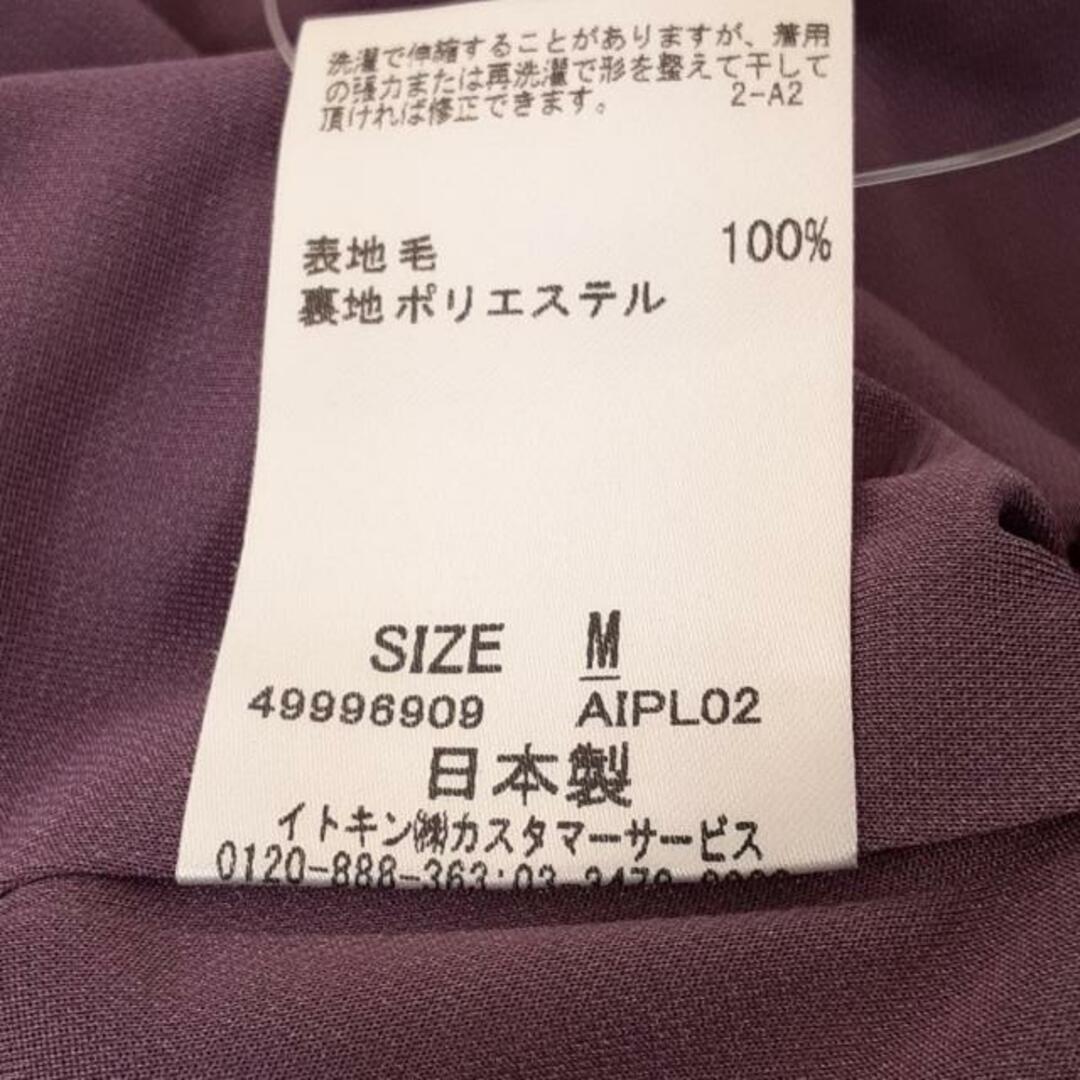 洗濯で伸縮することがありますが、着用
の張力または再洗濯で形を整えて干して
頂ければ修正できます。 2-A2
表地 毛 100%
裏地 ポリエステル
SIZE M
49996909 AIPL02
日本製
イトキン㈱カスタマーサービス
0120-888-363:03